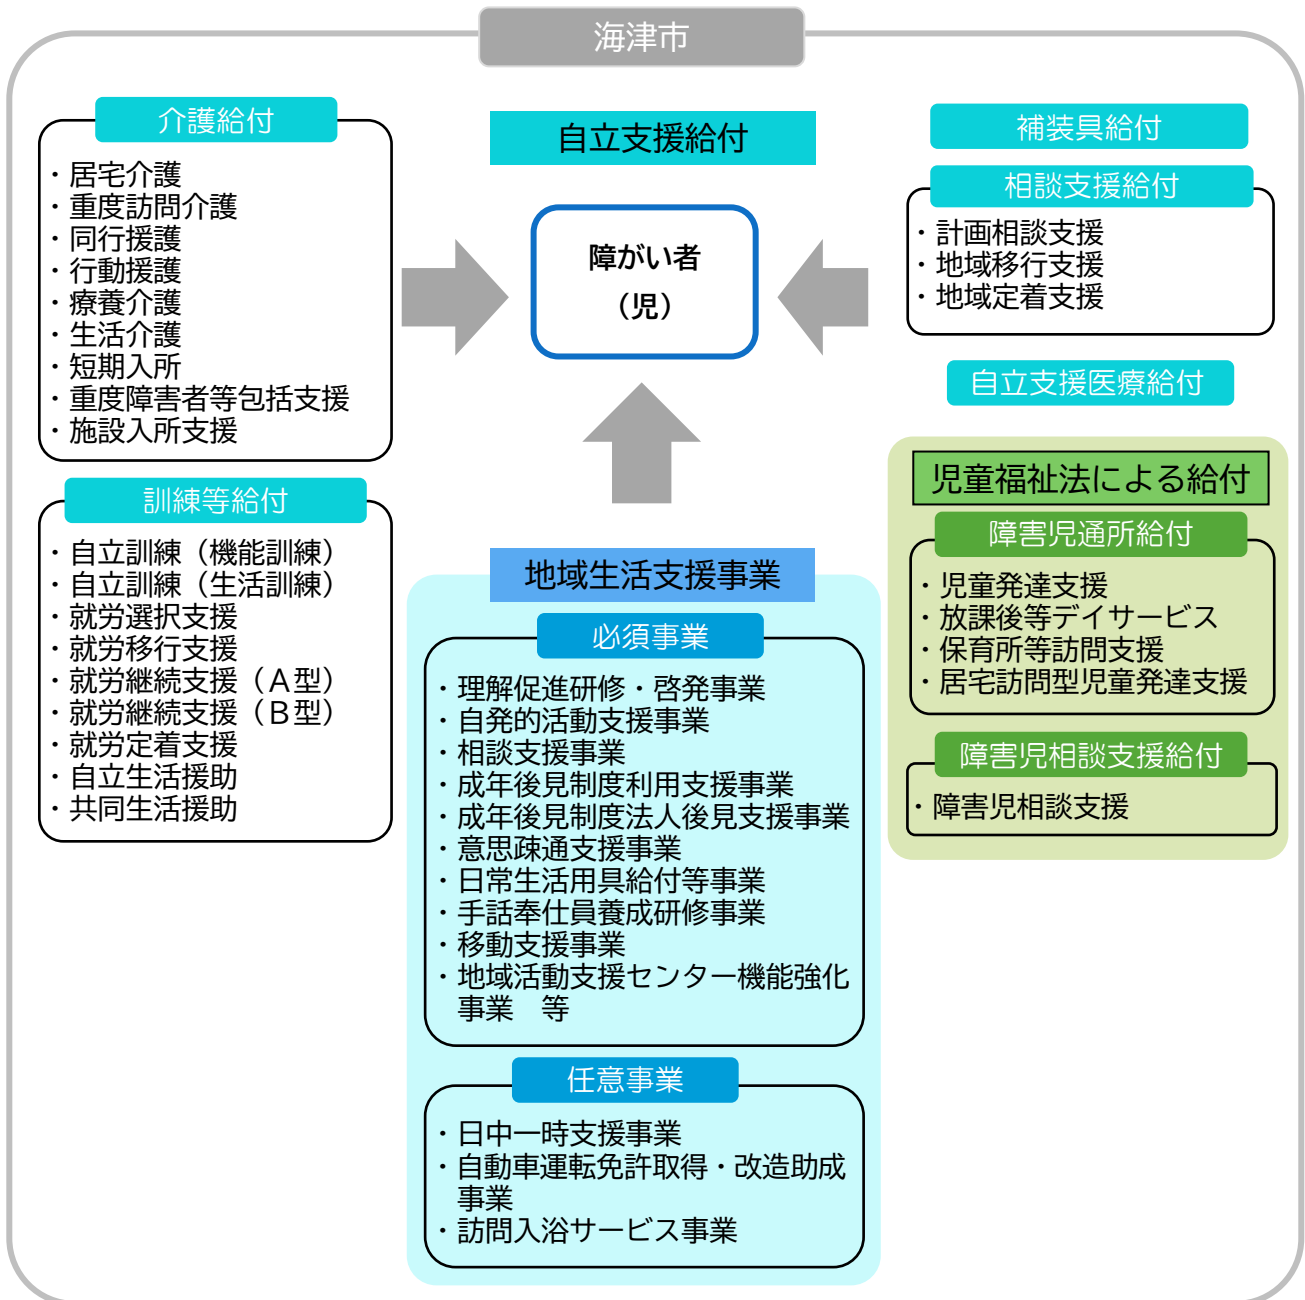 海津市
介護給付
・居宅介護
・重度訪問介護
・同行援護
・行動援護
・療養介護
・生活介護
・短期入所
・重度障害者等包括支援
・施設入所支援
訓練等給付
・自立訓練（機能訓練）
・自立訓練（生活訓練）
・就労選択支援
・就労移行支援
・就労継続支援（Ａ型）
・就労継続支援（Ｂ型）
・就労定着支援
・自立生活援助
・共同生活援助
自立支援給付
障がい者
（児）
地域生活支援事業
必須事業
・理解促進研修・啓発事業
・自発的活動支援事業
・相談支援事業
・成年後見制度利用支援事業
・成年後見制度法人後見支援事業
・意思疎通支援事業
・日常生活用具給付等事業
・手話奉仕員養成研修事業
・移動支援事業
・地域活動支援センター機能強化
事業　等
任意事業
・日中一時支援事業
・自動車運転免許取得・改造助成
事業
・訪問入浴サービス事業
補装具給付
相談支援給付
・計画相談支援
・地域移行支援
・地域定着支援
自立支援医療給付
児童福祉法による給付
障害児通所給付
・児童発達支援
・放課後等デイサービス
・保育所等訪問支援
・居宅訪問型児童発達支援
障害児相談支援給付
・障害児相談支援